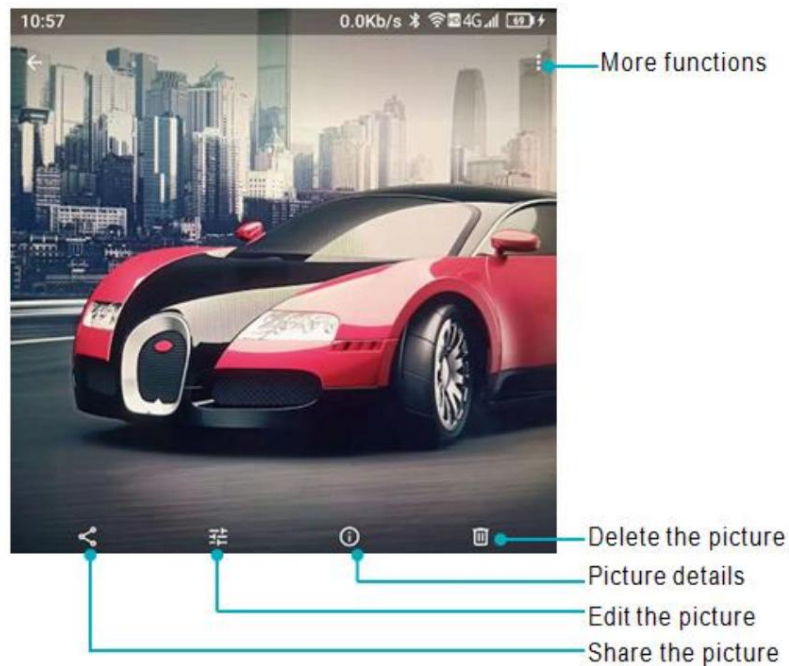 10:57
0.0Kb/s HD 4G 69
More functions
Delete the picture
Picture details
Edit the picture
Share the picture